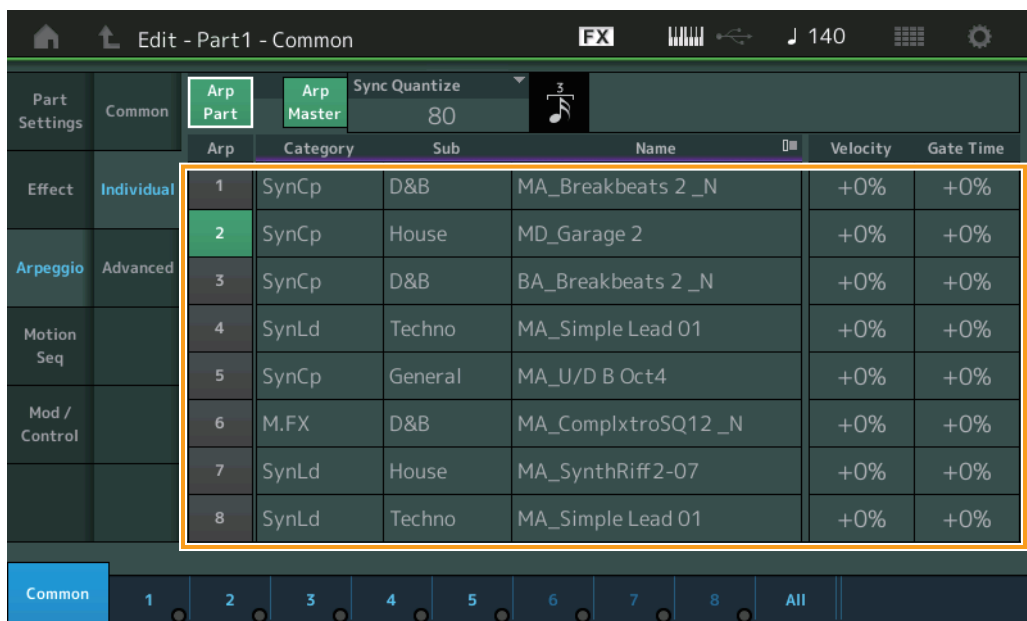 Edit - Part1 - Common FX ♩ 140
Part Settings
Common
Arp Part
Arp Master
Sync Quantize
80
3
Arp Category Sub Name Velocity Gate Time
Effect
Individual
1 SynCp D&B MA_Breakbeats 2 _N +0% +0%
2 SynCp House MD_Garage 2 +0% +0%
Arpeggio
Advanced
3 SynCp D&B BA_Breakbeats 2 _N +0% +0%
4 SynLd Techno MA_Simple Lead 01 +0% +0%
Motion Seq
5 SynCp General MA_U/D B Oct4 +0% +0%
Mod / Control
6 M.FX D&B MA_ComplxtroSQ12 _N +0% +0%
7 SynLd House MA_SynthRiff2-07 +0% +0%
8 SynLd Techno MA_Simple Lead 01 +0% +0%
Common 1 2 3 4 5 6 7 8 All